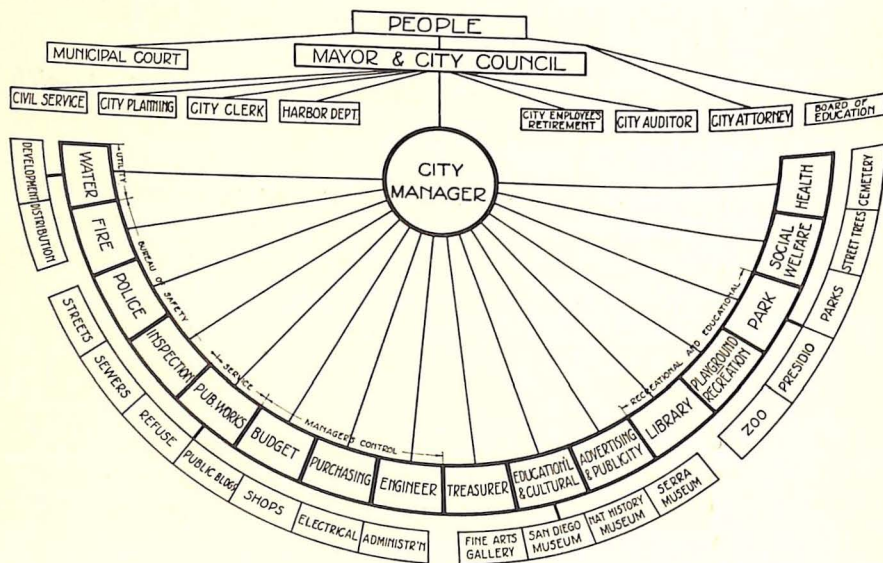 PEOPLE
MUNICIPAL COURT
MAYOR & CITY COUNCIL
CIVIL SERVICE
CITY PLANNING
CITY CLERK
HARBOR DEPT.
CITY EMPLOYEES
RETIREMENT
CITY AUDITOR
CITY ATTORNEY
BOARD OF
EDUCATION
CITY
MANAGER
DEVELOPMENT
DISTRIBUTION
UTILITY
BUREAU OF SAFETY
SERVICE
MANAGERS CONTROL
RECREATIONAL AND EDUCATIONAL
WATER
FIRE
POLICE
INSPECTION
PUB. WORKS
BUDGET
PURCHASING
ENGINEER
TREASURER
EDUCATION'L
& CULTURAL
ADVERTISING
& PUBLICITY
LIBRARY
PLAYGROUND
RECREATION
PARK
SOCIAL
WELFARE
HEALTH
STREETS
SEWERS
REFUSE
PUBLIC BLDGS
SHOPS
ELECTRICAL
ADMINISTR'N
FINE ARTS
GALLERY
SAN DIEGO
MUSEUM
NAT HISTORY
MUSEUM
SERRA
MUSEUM
ZOO
PRESIDIO
PARKS
STREET TREES
CEMETERY